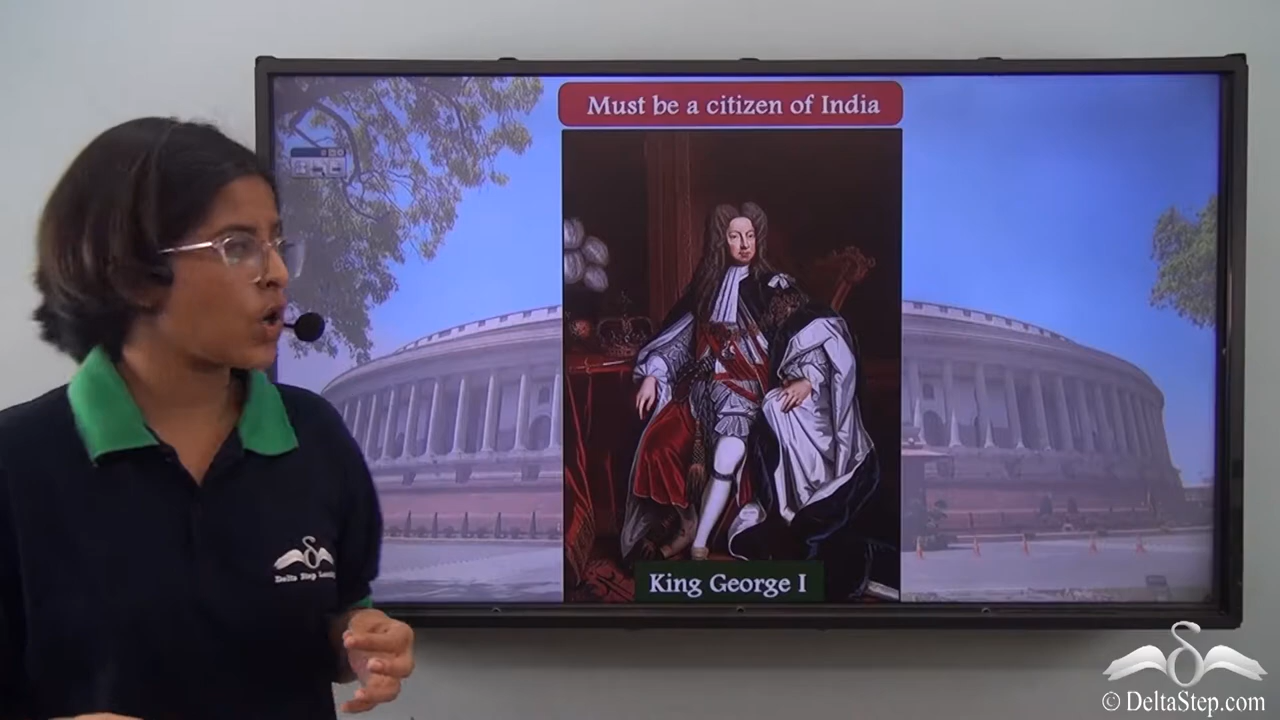 Must be a citizen of India
King George I
Delta Step
© DeltaStep.com